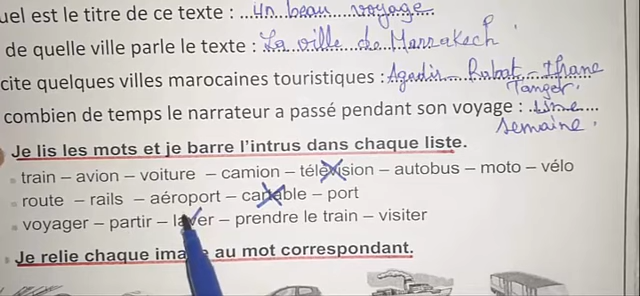 uel est le titre de ce texte : Un beau voyage
de quelle ville parle le texte : La ville de Marrakech
cite quelques villes marocaines touristiques : Agadir Rabat - Ifrane
Tanger.
combien de temps le narrateur a passé pendant son voyage : Une
semaine.
Je lis les mots et je barre l'intrus dans chaque liste.
train – avion – voiture – camion – télévision – autobus – moto – vélo
route – rails – aéroport – cartable – port
voyager – partir – laver – prendre le train – visiter
Je relie chaque image au mot correspondant.